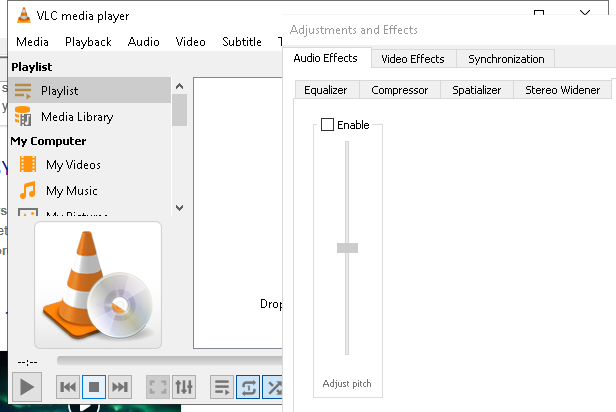 VLC media player
Media Playback Audio Video Subtitle
Playlist
Playlist
Media Library
My Computer
My Videos
My Music
My Pictures
Drop
--:--
Adjustments and Effects
Audio Effects Video Effects Synchronization
Equalizer Compressor Spatializer Stereo Widener
Enable
Adjust pitch